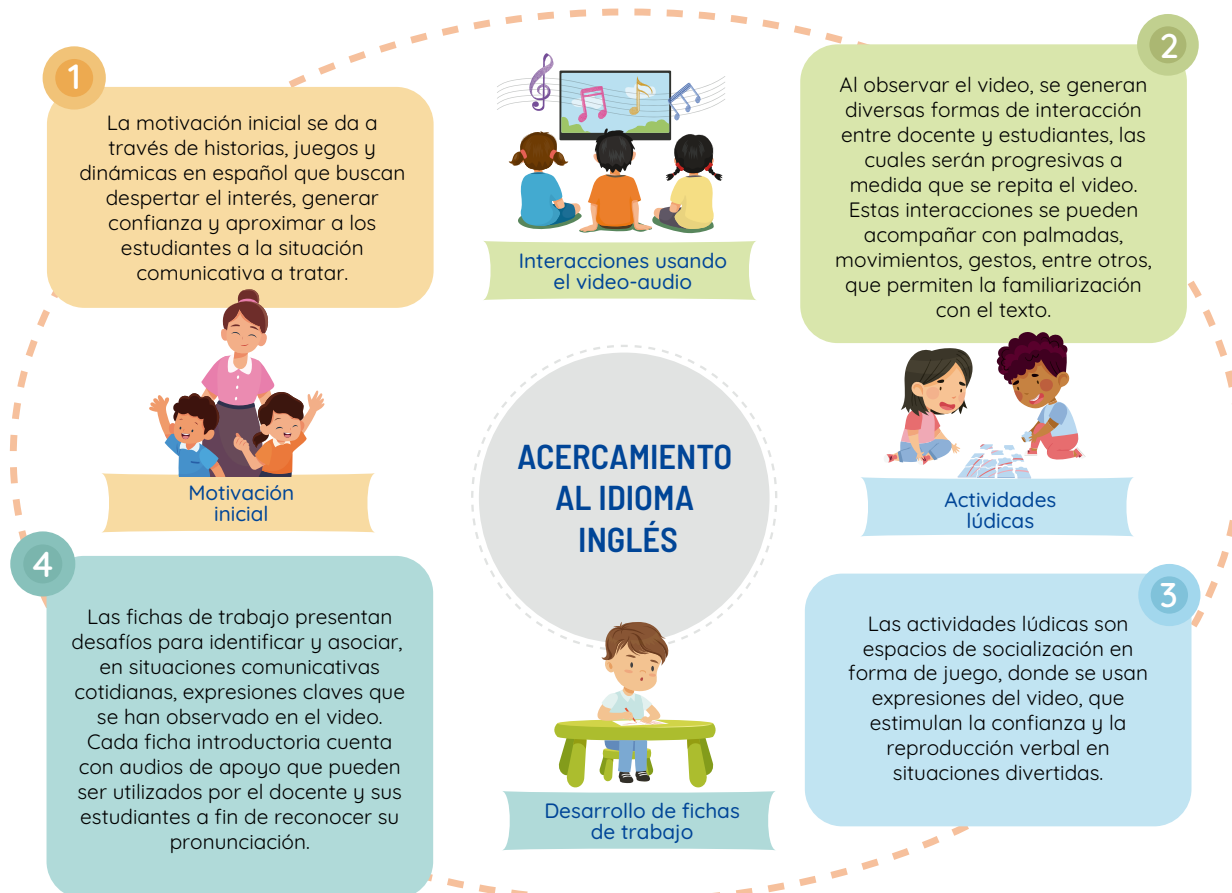 1
La motivación inicial se da a
través de historias, juegos y
dinámicas en español que buscan
despertar el interés, generar
confianza y aproximar a los
estudiantes a la situación
comunicativa a tratar.
Motivación
inicial
Interacciones usando
el video-audio
2
Al observar el video, se generan
diversas formas de interacción
entre docente y estudiantes, las
cuales serán progresivas a
medida que se repita el video.
Estas interacciones se pueden
acompañar con palmadas,
movimientos, gestos, entre otros,
que permiten la familiarización
con el texto.
ACERCAMIENTO
AL IDIOMA
INGLÉS
Actividades
lúdicas
3
Las actividades lúdicas son
espacios de socialización en
forma de juego, donde se usan
expresiones del video, que
estimulan la confianza y la
reproducción verbal en
situaciones divertidas.
4
Las fichas de trabajo presentan
desafíos para identificar y asociar,
en situaciones comunicativas
cotidianas, expresiones claves que
se han observado en el video.
Cada ficha introductoria cuenta
con audios de apoyo que pueden
ser utilizados por el docente y sus
estudiantes a fin de reconocer su
pronunciación.
Desarrollo de fichas
de trabajo